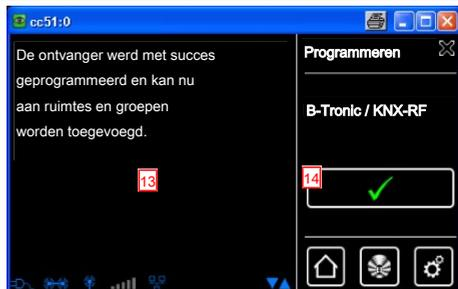 cc51:0
De ontvanger werd met succes
geprogrammeerd en kan nu
aan ruimtes en groepen
worden toegevoegd.
13
Programmeren
B-Tronic / KNX-RF
14